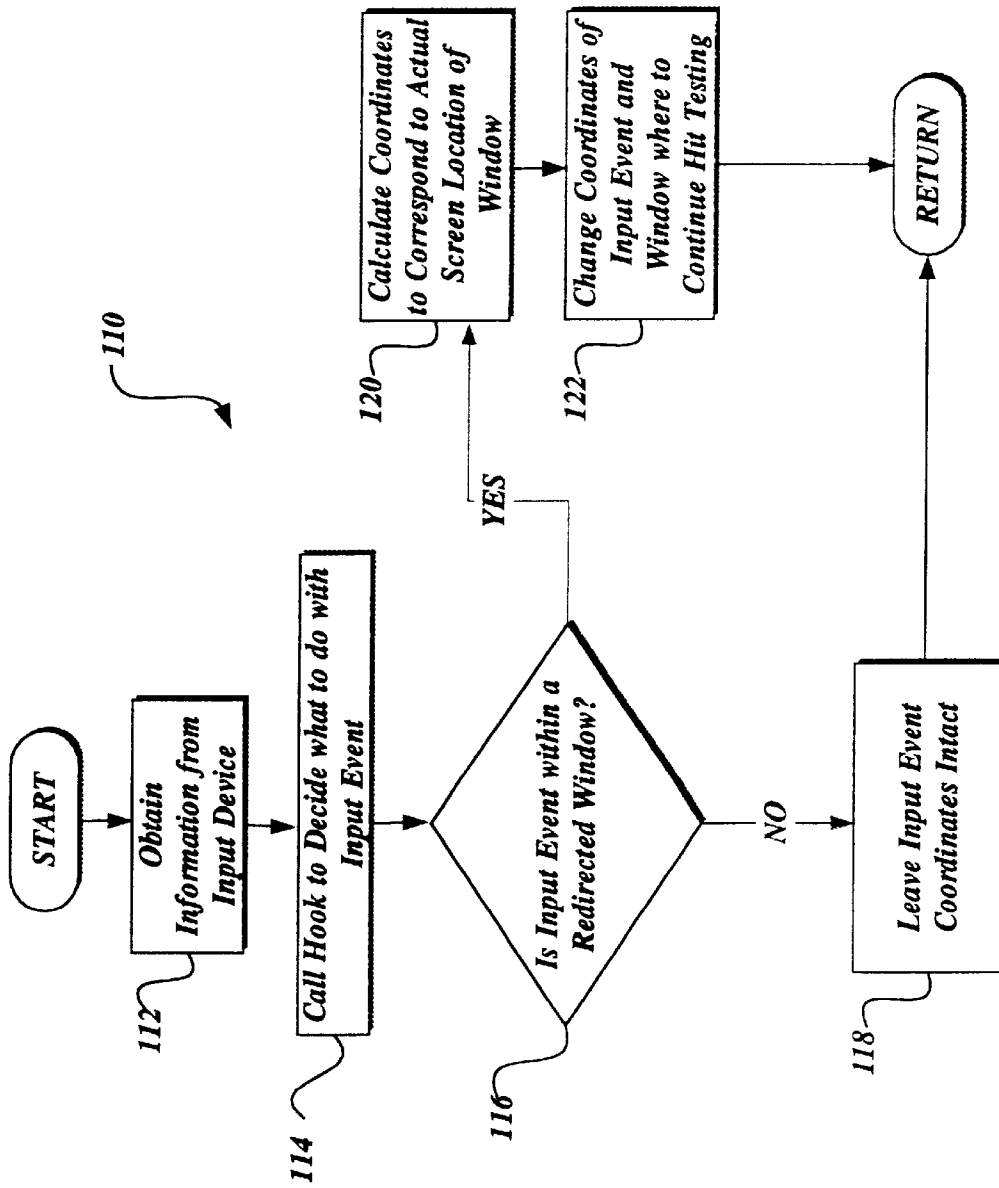 110
START
Obtain
Information from
Input Device
112
Call Hook to Decide what to do with
Input Event
114
Is Input Event within a
Redirected Window?
116
YES
Calculate Coordinates
to Correspond to Actual
Screen Location of
Window
120
Change Coordinates of
Input Event and
Window where to
Continue Hit Testing
122
NO
Leave Input Event
Coordinates Intact
118
RETURN